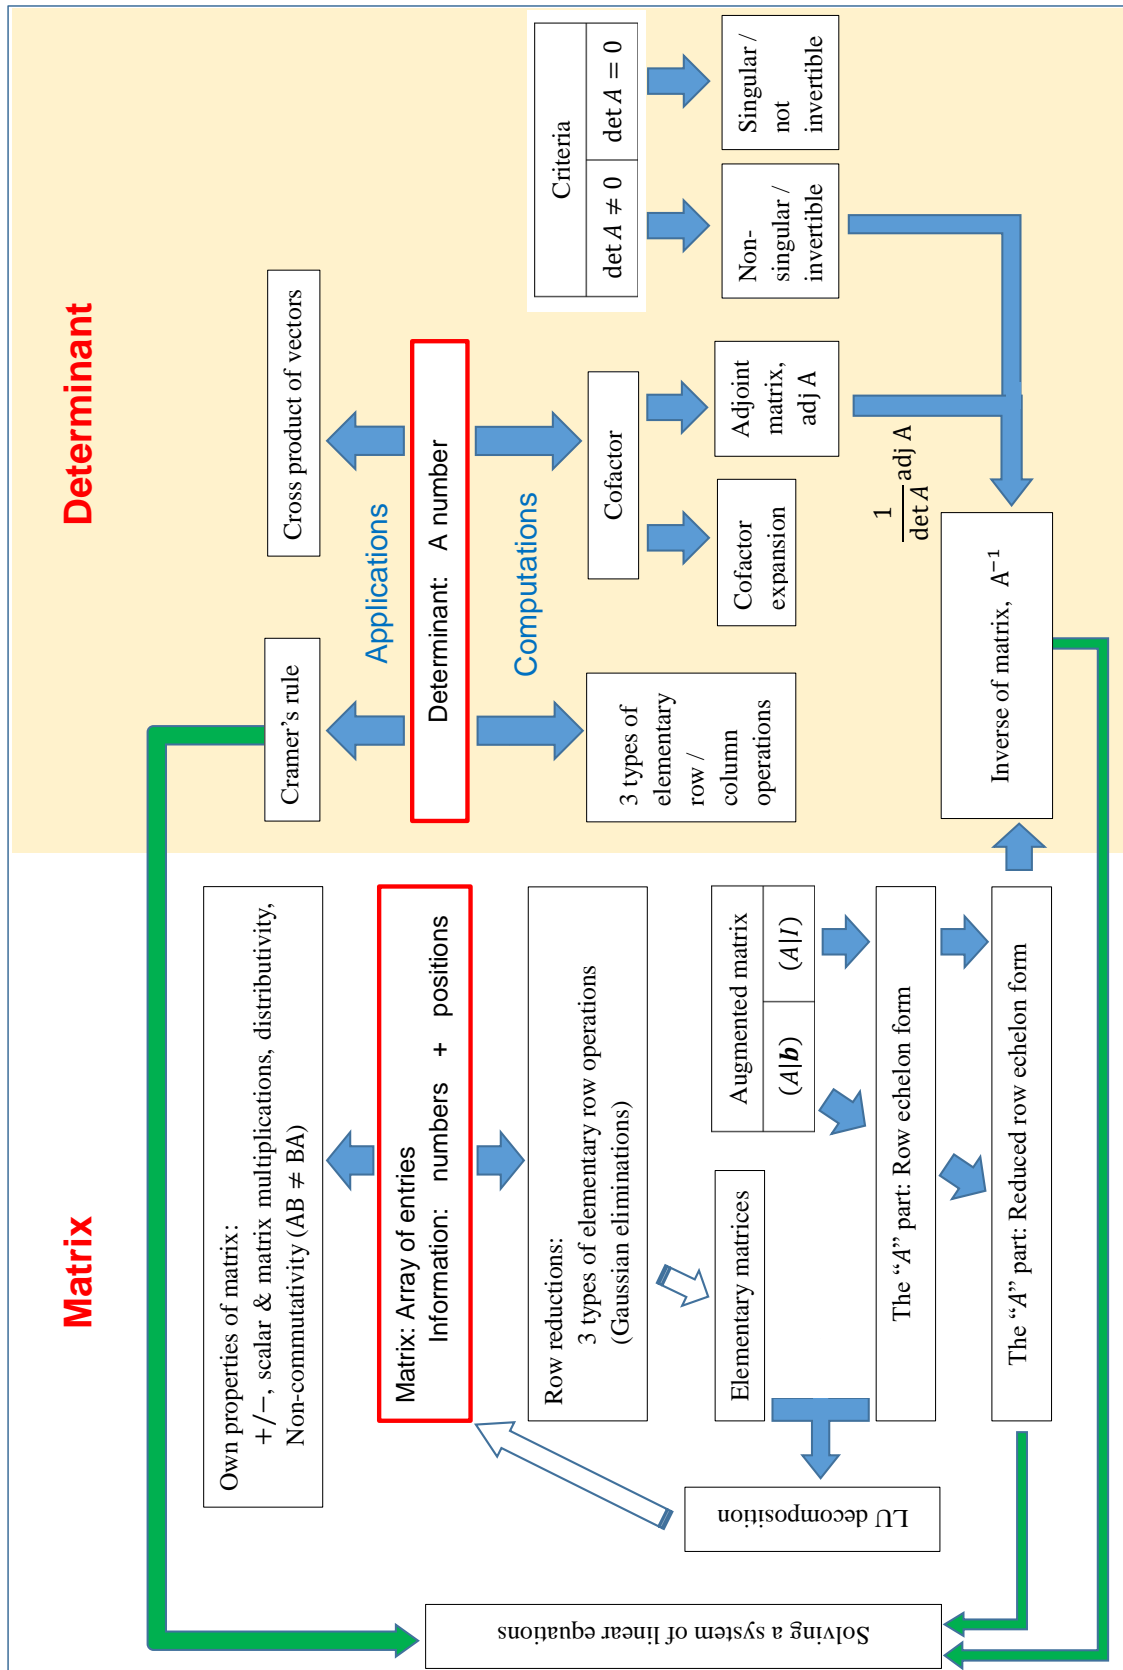 Matrix
Determinant
Own properties of matrix:
+/−, scalar & matrix multiplications, distributivity,
Non-commutativity (AB ≠ BA)
Cramer's rule
Cross product of vectors
Applications
Matrix: Array of entries
Information: numbers + positions
Determinant: A number
Computations
Row reductions:
3 types of elementary row operations
(Gaussian eliminations)
3 types of
elementary
row /
column
operations
Cofactor
Criteria
det A ≠ 0
det A = 0
Elementary matrices
Augmented matrix
(A|b)
(A|I)
Cofactor
expansion
Adjoint
matrix,
adj A
Non-
singular /
invertible
Singular /
not
invertible
LU decomposition
The “A” part: Row echelon form
1
det A
adj A
The “A” part: Reduced row echelon form
Inverse of matrix, A⁻¹
Solving a system of linear equations